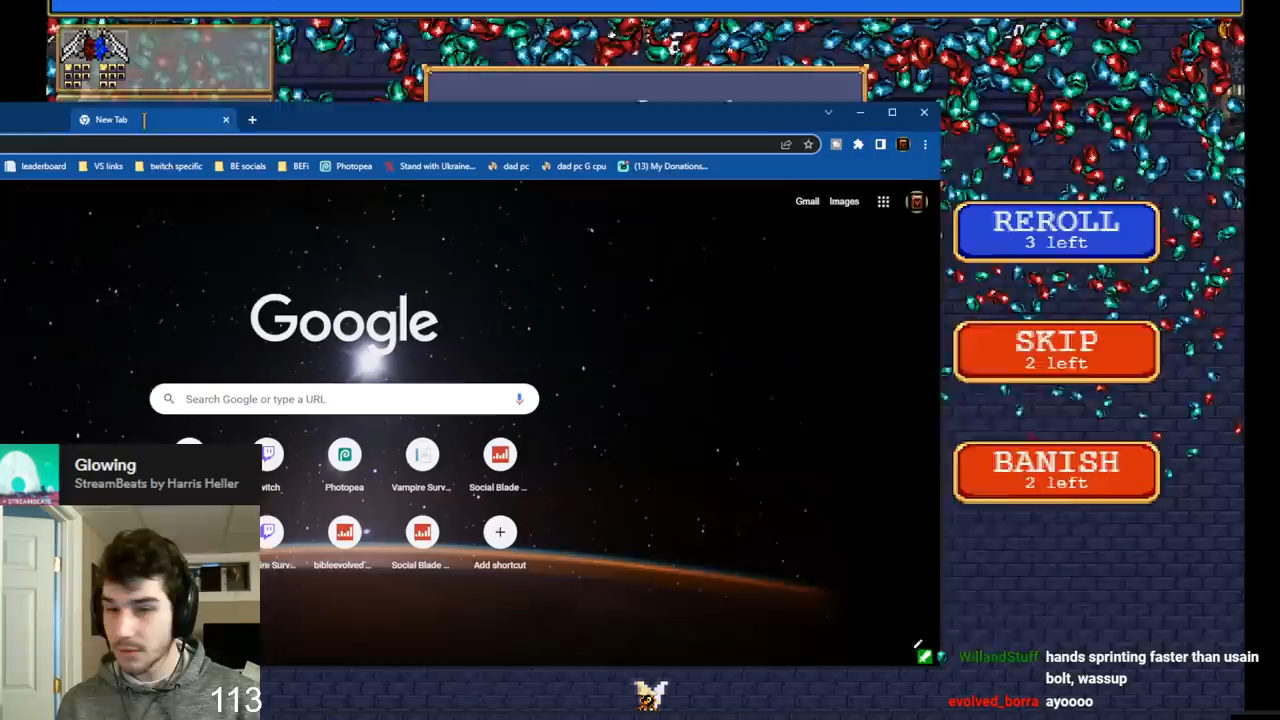 New Tab
leaderboard VS links twitch specific BE socials BEFi Photopea Stand with Ukraine... dad pc dad pc G cpu (13) My Donations...
Gmail Images
REROLL
3 left
Google
SKIP
2 left
Search Google or type a URL
BANISH
2 left
Glowing
StreamBeats by Harris Heller
witch Photopea Vampire Surv... Social Blade ...
ire Surv... bibleevolved'... Social Blade ... Add shortcut
WillandStuff hands sprinting faster than usain
bolt, wassup
evolved_borra ayoooo
113